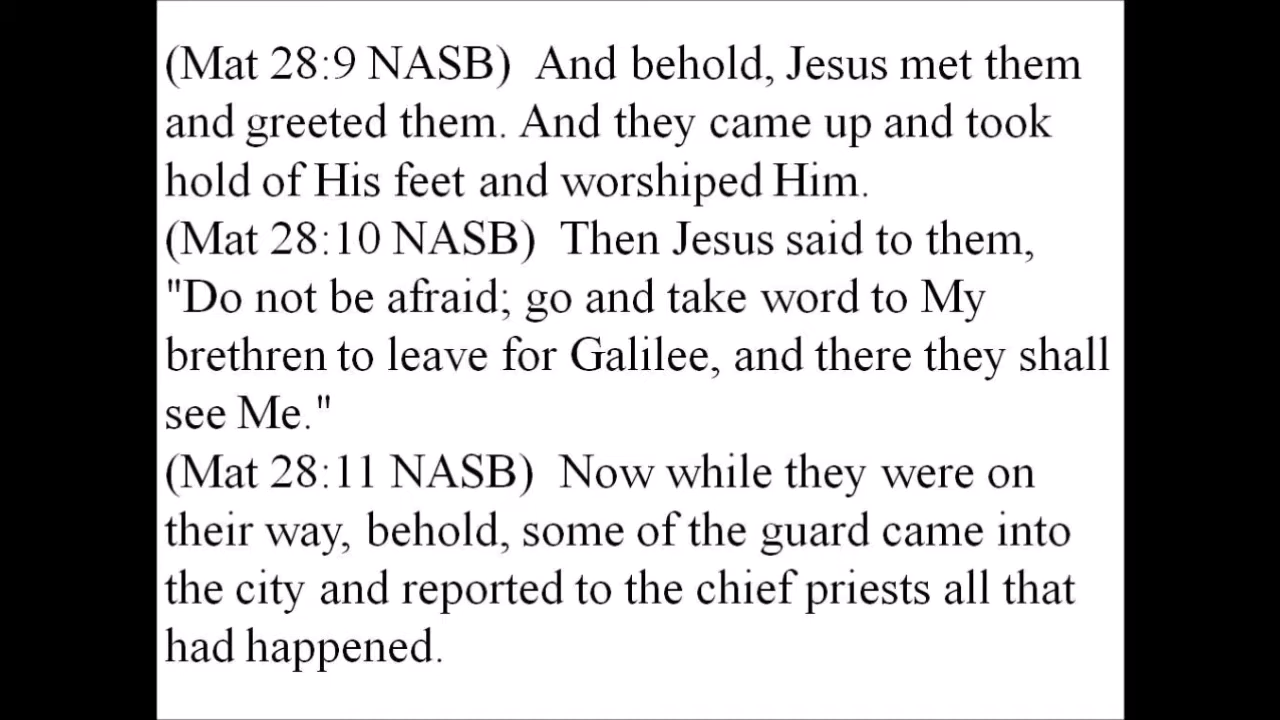 (Mat 28:9 NASB)  And behold, Jesus met them
and greeted them. And they came up and took
hold of His feet and worshiped Him.
(Mat 28:10 NASB)  Then Jesus said to them,
"Do not be afraid; go and take word to My
brethren to leave for Galilee, and there they shall
see Me."
(Mat 28:11 NASB)  Now while they were on
their way, behold, some of the guard came into
the city and reported to the chief priests all that
had happened.